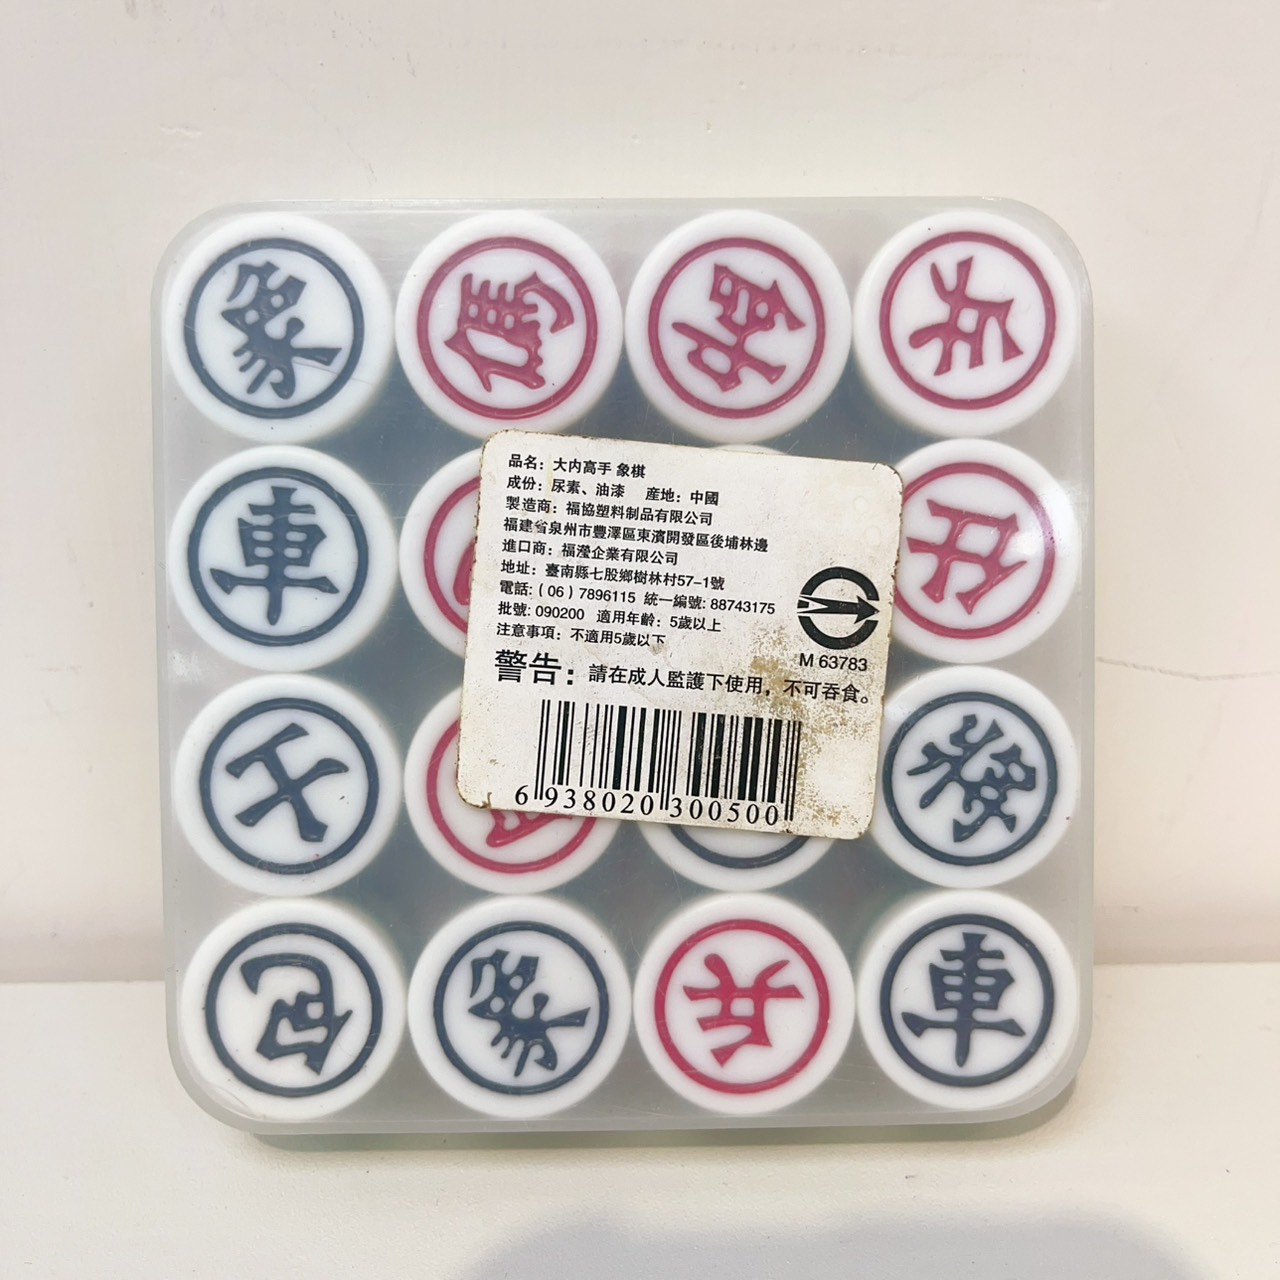 象 傌 相 兵
車 仕
士
包 象 兵 車
品名：大內高手 象棋
成份：尿素、油漆 產地：中國
製造商：福協塑料制品有限公司
福建省泉州市豐澤區東濱開發區後埔林邊
進口商：福瀅企業有限公司
地址：臺南縣七股鄉樹林村57-1號
電話:(06)7896115 統一編號:88743175
批號:090200 適用年齡：5歲以上
注意事項：不適用5歲以下
M 63783
警告：請在成人監護下使用，不可吞食。
6 938020 300500